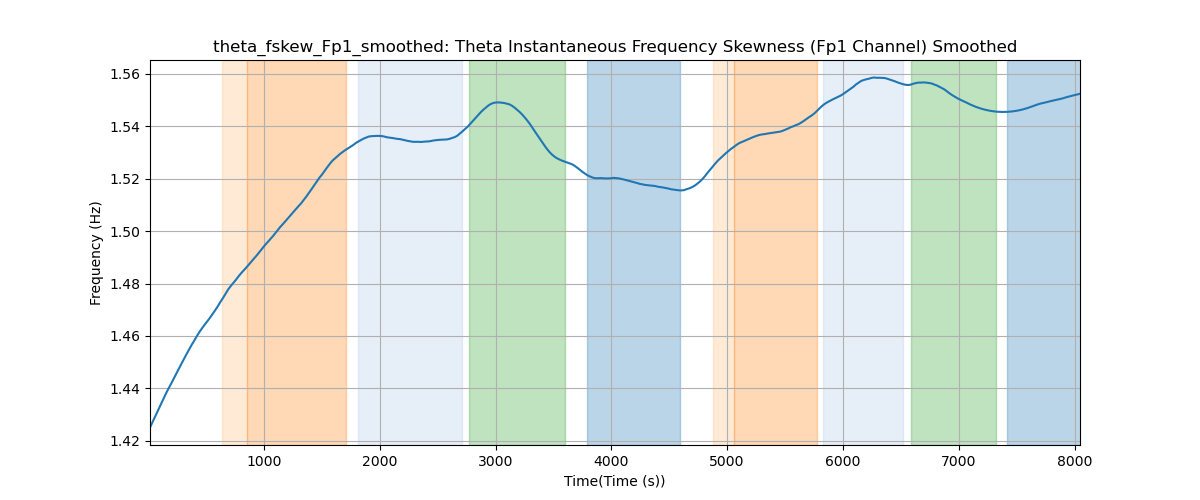 theta_fskew_Fp1_smoothed: Theta Instantaneous Frequency Skewness (Fp1 Channel) Smoothed
Frequency (Hz)
1.56
1.54
1.52
1.50
1.48
1.46
1.44
1.42
1000 2000 3000 4000 5000 6000 7000 8000
Time(Time (s))